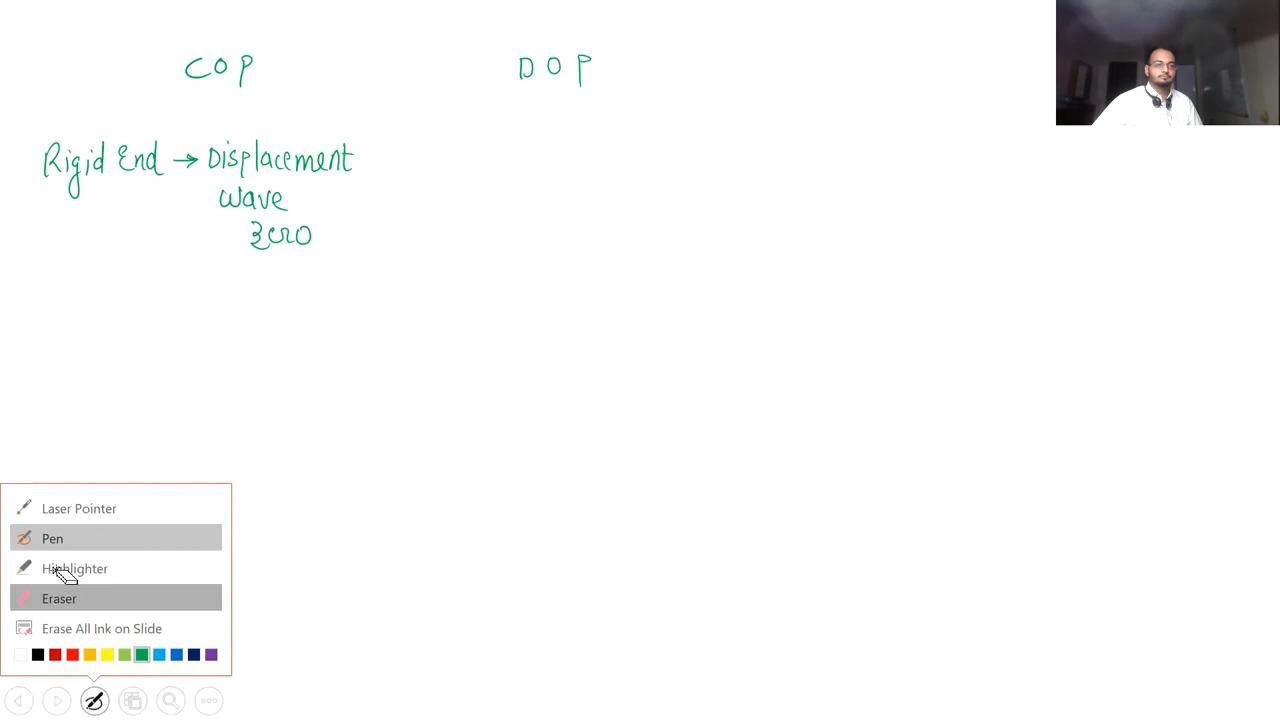 COP DOP
Rigid End → Displacement
wave
zero
Laser Pointer
Pen
Highlighter
Eraser
Erase All Ink on Slide